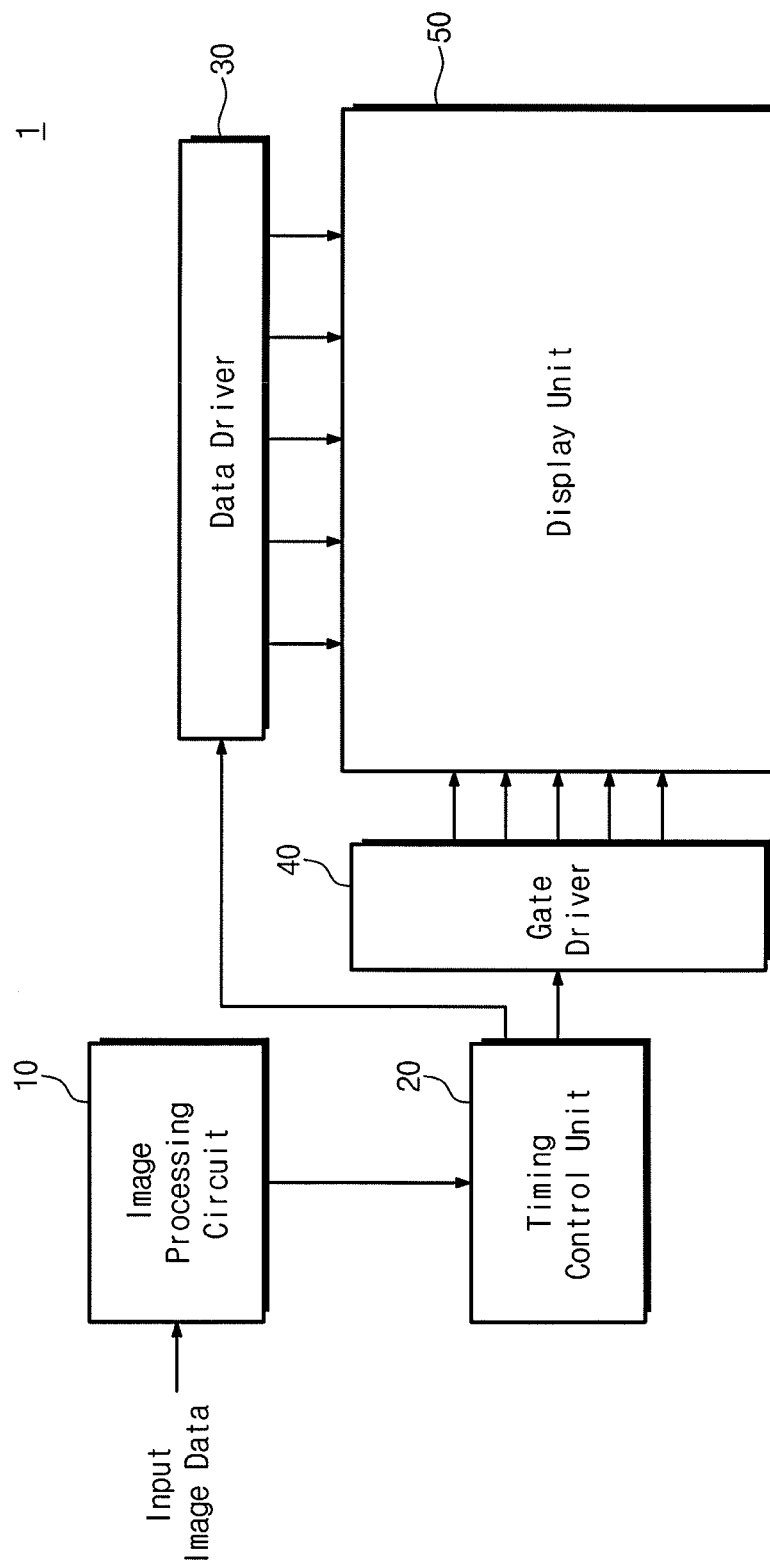 1
10
Image
Processing
Circuit
Input
Image Data
20
Timing
Control Unit
30
Data Driver
40
Gate
Driver
50
Display Unit